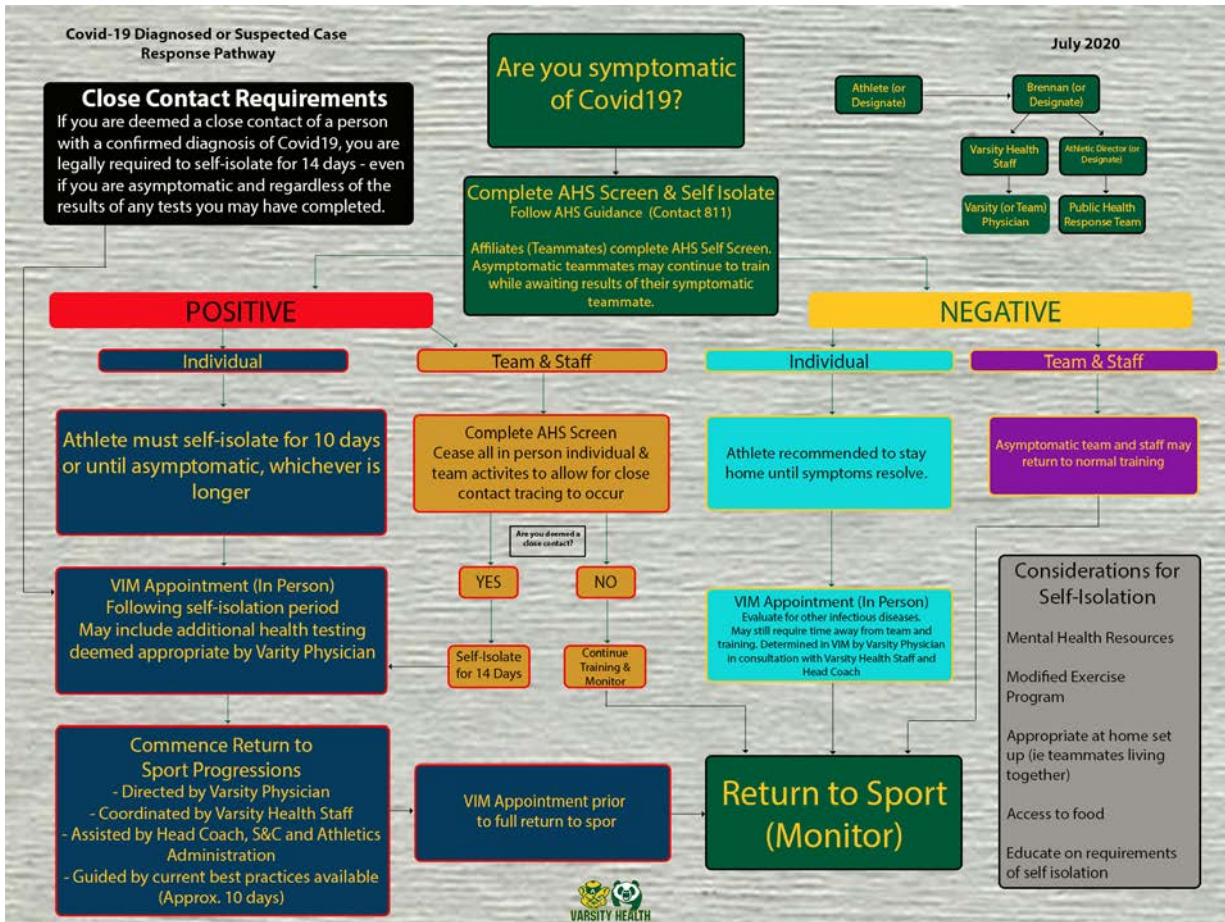 Covid-19 Diagnosed or Suspected Case
Response Pathway
July 2020
Close Contact Requirements
If you are deemed a close contact of a person
with a confirmed diagnosis of Covid19, you are
legally required to self-isolate for 14 days - even
if you are asymptomatic and regardless of the
results of any tests you may have completed.
Are you symptomatic
of Covid19?
Athlete (or
Designate)
Brennan (or
Designate)
Varsity Health
Staff
Athletic Director (or
Designate)
Varsity (or Team)
Physician
Public Health
Response Team
Complete AHS Screen & Self Isolate
Follow AHS Guidance (Contact 811)
Affiliates (Teammates) complete AHS Self Screen.
Asymptomatic teammates may continue to train
while awaiting results of their symptomatic
teammate.
POSITIVE
NEGATIVE
Individual
Team & Staff
Individual
Team & Staff
Athlete must self-isolate for 10 days
or until asymptomatic, whichever is
longer
Complete AHS Screen
Cease all in person individual &
team activites to allow for close
contact tracing to occur
Athlete recommended to stay
home until symptoms resolve.
Asymptomatic team and staff may
return to normal training
Are you deemed a
close contact?
YES
NO
VIM Appointment (In Person)
Following self-isolation period
May include additional health testing
deemed appropriate by Varity Physician
Self-Isolate
for 14 Days
Continue
Training &
Monitor
VIM Appointment (In Person)
Evaluate for other infectious diseases.
May still require time away from team and
training. Determined in VIM by Varsity Physician
in consultation with Varsity Health Staff and
Head Coach
Considerations for
Self-Isolation
Mental Health Resources
Modified Exercise
Program
Appropriate at home set
up (ie teammates living
together)
Access to food
Educate on requirements
of self isolation
Commence Return to
Sport Progressions
- Directed by Varsity Physician
- Coordinated by Varsity Health Staff
- Assisted by Head Coach, S&C and Athletics
Administration
- Guided by current best practices available
(Approx. 10 days)
VIM Appointment prior
to full return to spor
Return to Sport
(Monitor)
VARSITY HEALTH